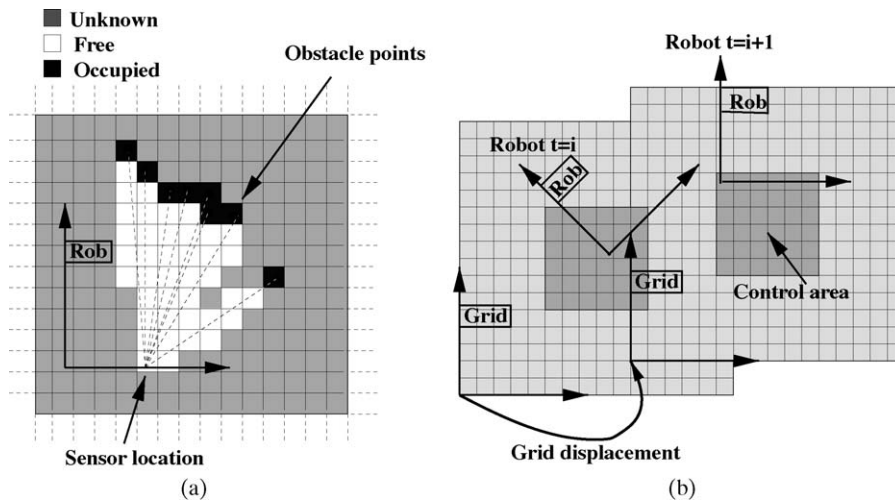 Unknown
Free
Occupied
Obstacle points
Rob
Sensor location
(a)
Robot t=i+1
Rob
Robot t=i
Rob
Grid
Grid
Control area
Grid displacement
(b)